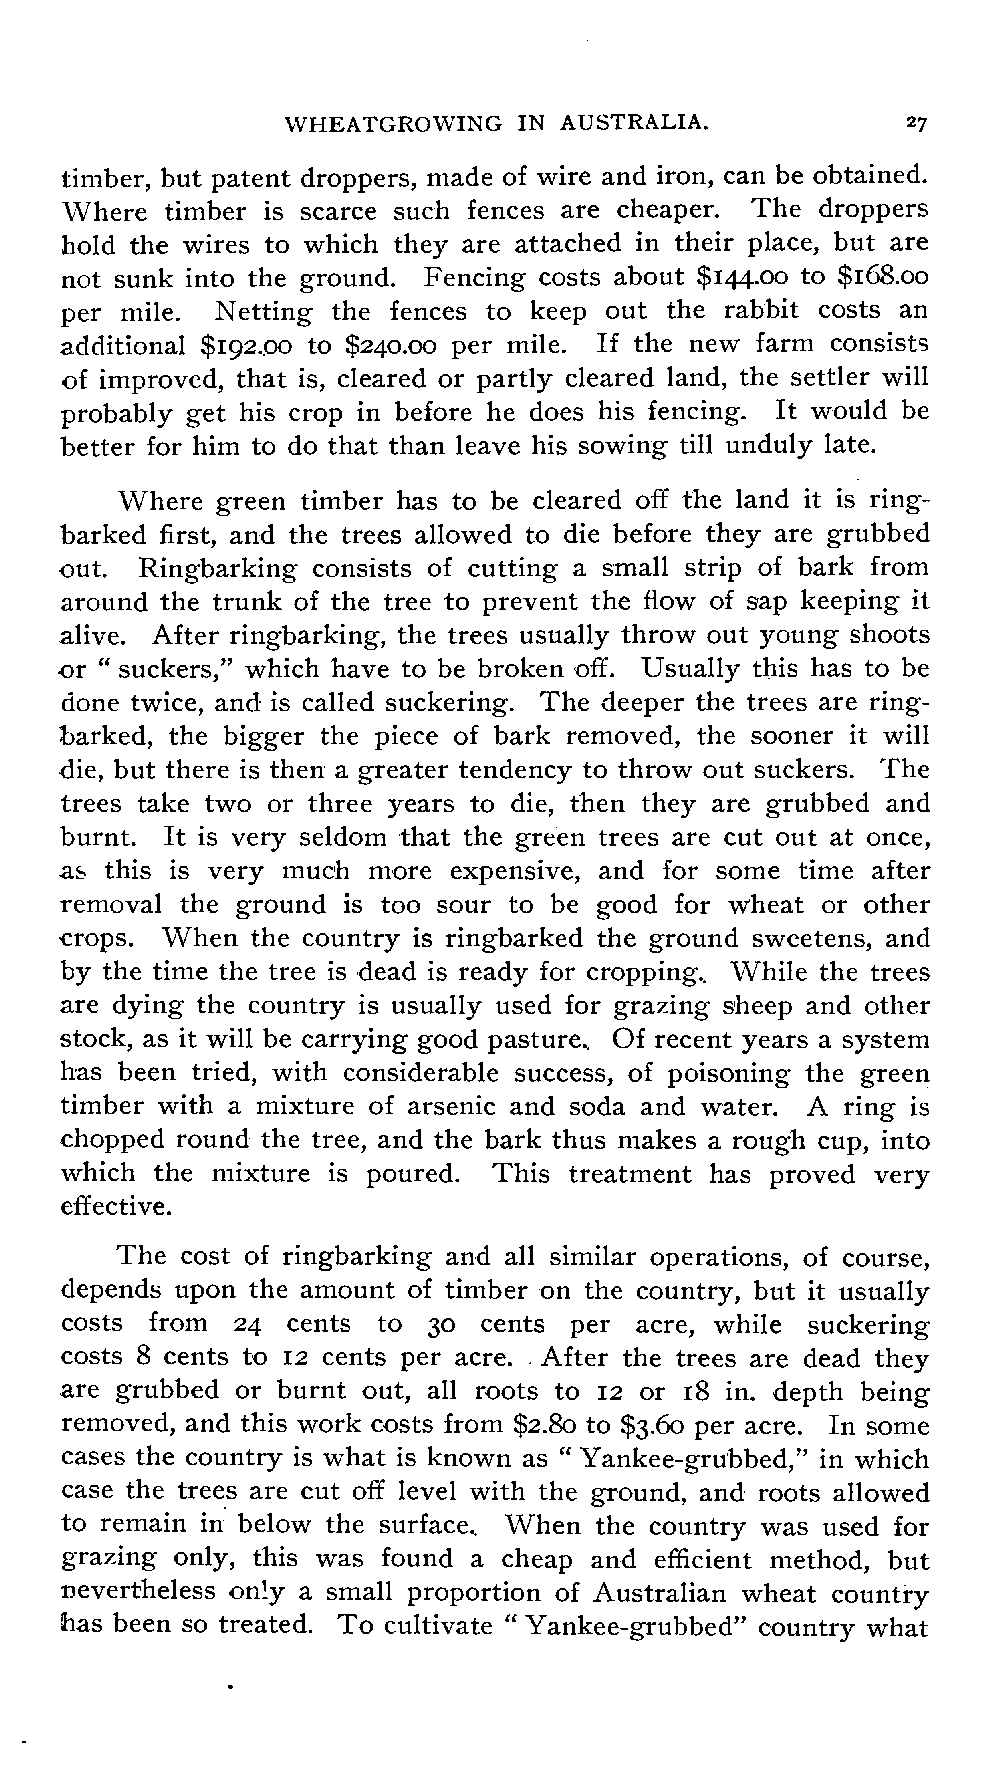 WHEATGROWING IN AUSTRALIA. 27
timber, but patent droppers, made of wire and iron, can be obtained.
Where timber is scarce such fences are cheaper. The droppers
hold the wires to which they are attached in their place, but are
not sunk into the ground. Fencing costs about $144.00 to $168.00
per mile. Netting the fences to keep out the rabbit costs an
additional $192.00 to $240.00 per mile. If the new farm consists
of improved, that is, cleared or partly cleared land, the settler will
probably get his crop in before he does his fencing. It would be
better for him to do that than leave his sowing till unduly late.
Where green timber has to be cleared off the land it is ring-
barked first, and the trees allowed to die before they are grubbed
out. Ringbarking consists of cutting a small strip of bark from
around the trunk of the tree to prevent the flow of sap keeping it
alive. After ringbarking, the trees usually throw out young shoots
or “ suckers,” which have to be broken off. Usually this has to be
done twice, and is called suckering. The deeper the trees are ring-
barked, the bigger the piece of bark removed, the sooner it will
die, but there is then a greater tendency to throw out suckers. The
trees take two or three years to die, then they are grubbed and
burnt. It is very seldom that the green trees are cut out at once,
as this is very much more expensive, and for some time after
removal the ground is too sour to be good for wheat or other
crops. When the country is ringbarked the ground sweetens, and
by the time the tree is dead is ready for cropping. While the trees
are dying the country is usually used for grazing sheep and other
stock, as it will be carrying good pasture. Of recent years a system
has been tried, with considerable success, of poisoning the green
timber with a mixture of arsenic and soda and water. A ring is
chopped round the tree, and the bark thus makes a rough cup, into
which the mixture is poured. This treatment has proved very
effective.
The cost of ringbarking and all similar operations, of course,
depends upon the amount of timber on the country, but it usually
costs from 24 cents to 30 cents per acre, while suckering
costs 8 cents to 12 cents per acre. After the trees are dead they
are grubbed or burnt out, all roots to 12 or 18 in. depth being
removed, and this work costs from $2.80 to $3.60 per acre. In some
cases the country is what is known as “ Yankee-grubbed,” in which
case the trees are cut off level with the ground, and roots allowed
to remain in below the surface. When the country was used for
grazing only, this was found a cheap and efficient method, but
nevertheless only a small proportion of Australian wheat country
has been so treated. To cultivate “ Yankee-grubbed” country what